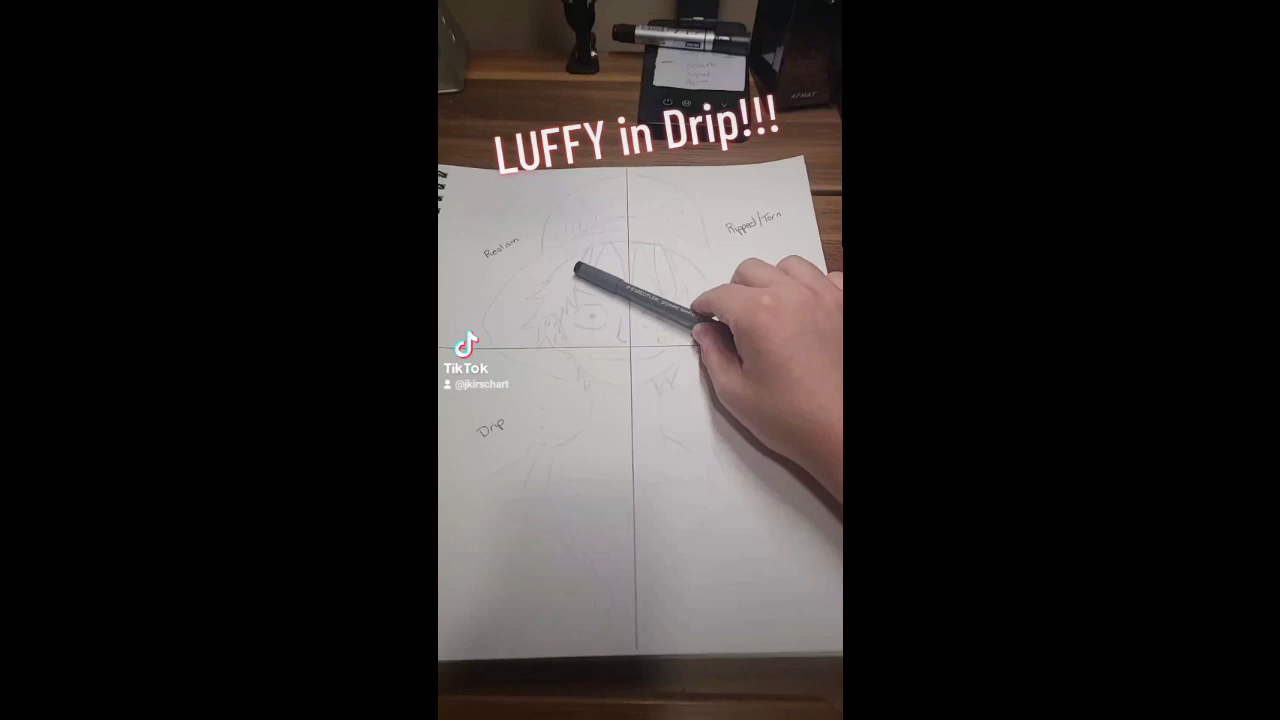 LUFFY in Drip!!!
Ripped/Torn
Realism
STAEDTLER
TikTok
@jkirschart
Drip